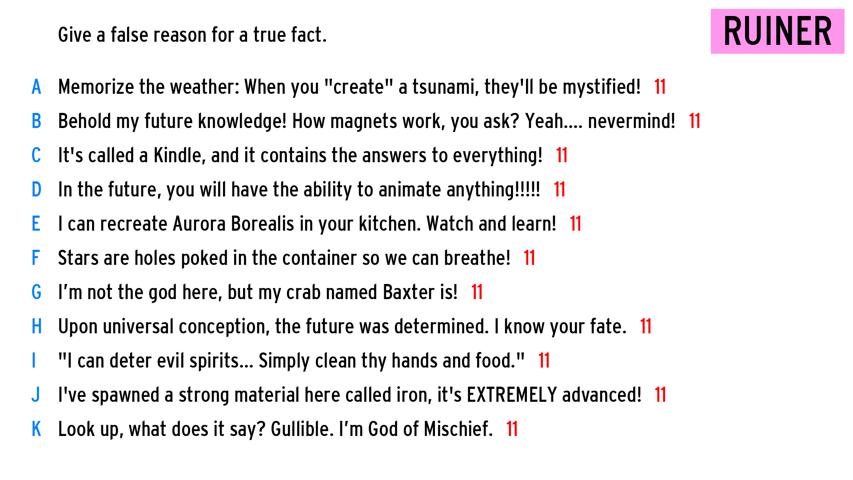 Give a false reason for a true fact.
RUINER
A Memorize the weather: When you "create" a tsunami, they'll be mystified! 11
B Behold my future knowledge! How magnets work, you ask? Yeah.... nevermind! 11
C It's called a Kindle, and it contains the answers to everything! 11
D In the future, you will have the ability to animate anything!!!!! 11
E I can recreate Aurora Borealis in your kitchen. Watch and learn! 11
F Stars are holes poked in the container so we can breathe! 11
G I’m not the god here, but my crab named Baxter is! 11
H Upon universal conception, the future was determined. I know your fate. 11
I "I can deter evil spirits... Simply clean thy hands and food." 11
J I've spawned a strong material here called iron, it's EXTREMELY advanced! 11
K Look up, what does it say? Gullible. I’m God of Mischief. 11